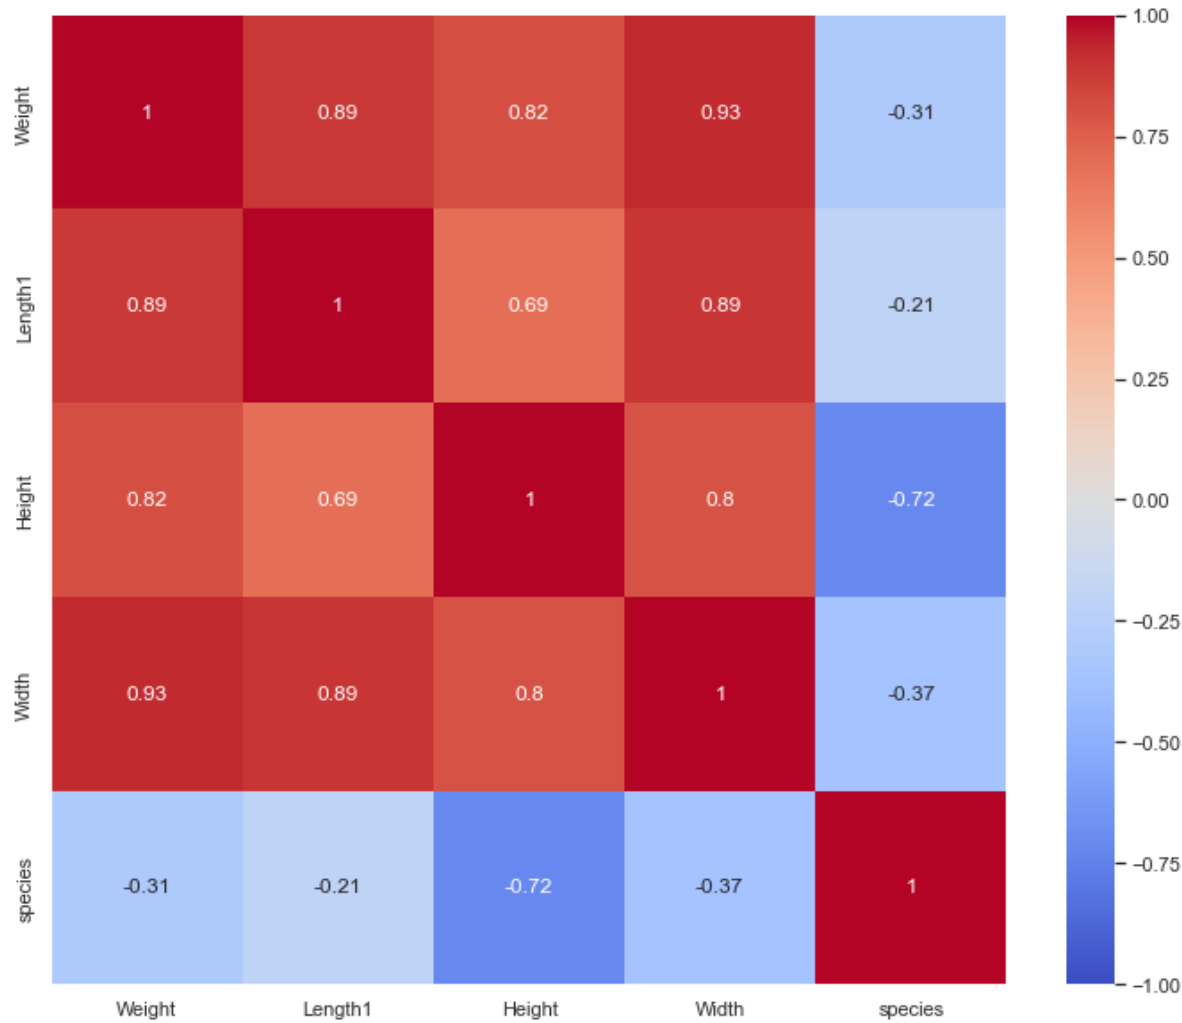 Weight 1 0.89 0.82 0.93 -0.31
Length1 0.89 1 0.69 0.89 -0.21
Height 0.82 0.69 1 0.8 -0.72
Width 0.93 0.89 0.8 1 -0.37
species -0.31 -0.21 -0.72 -0.37 1
Weight Length1 Height Width species
1.00
0.75
0.50
0.25
0.00
−0.25
−0.50
−0.75
−1.00